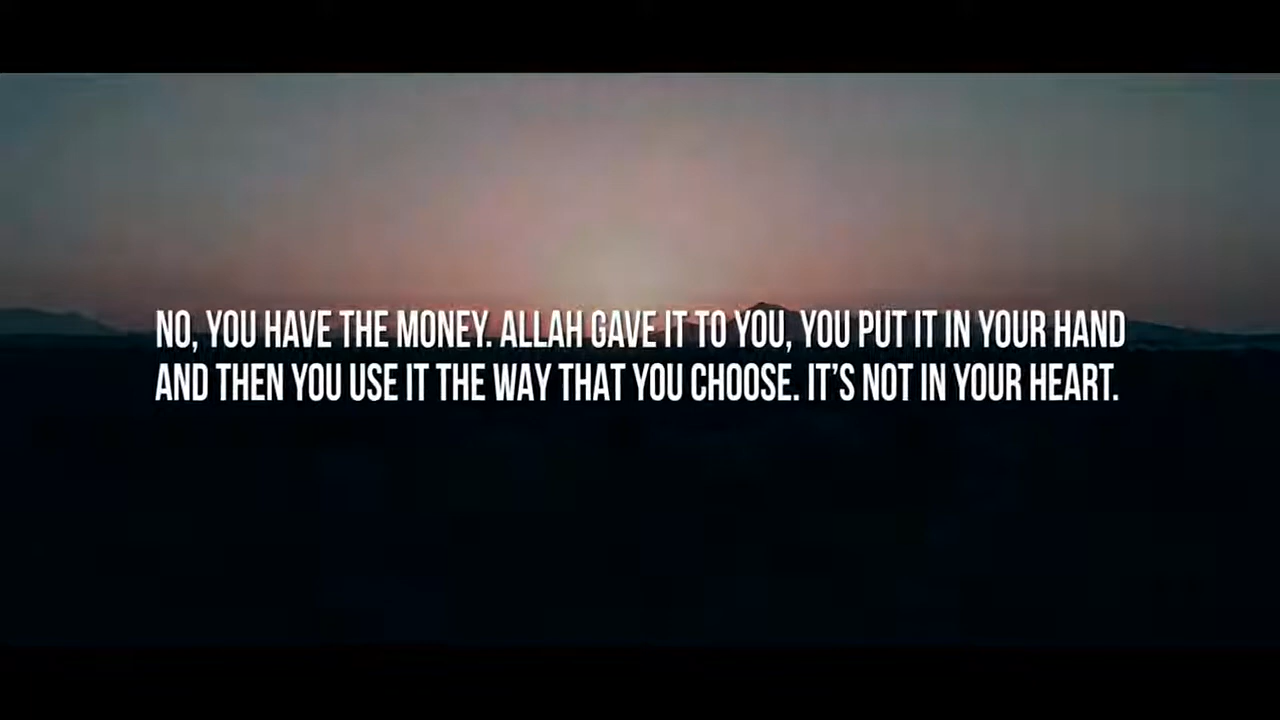 NO, YOU HAVE THE MONEY. ALLAH GAVE IT TO YOU, YOU PUT IT IN YOUR HAND
AND THEN YOU USE IT THE WAY THAT YOU CHOOSE. IT’S NOT IN YOUR HEART.